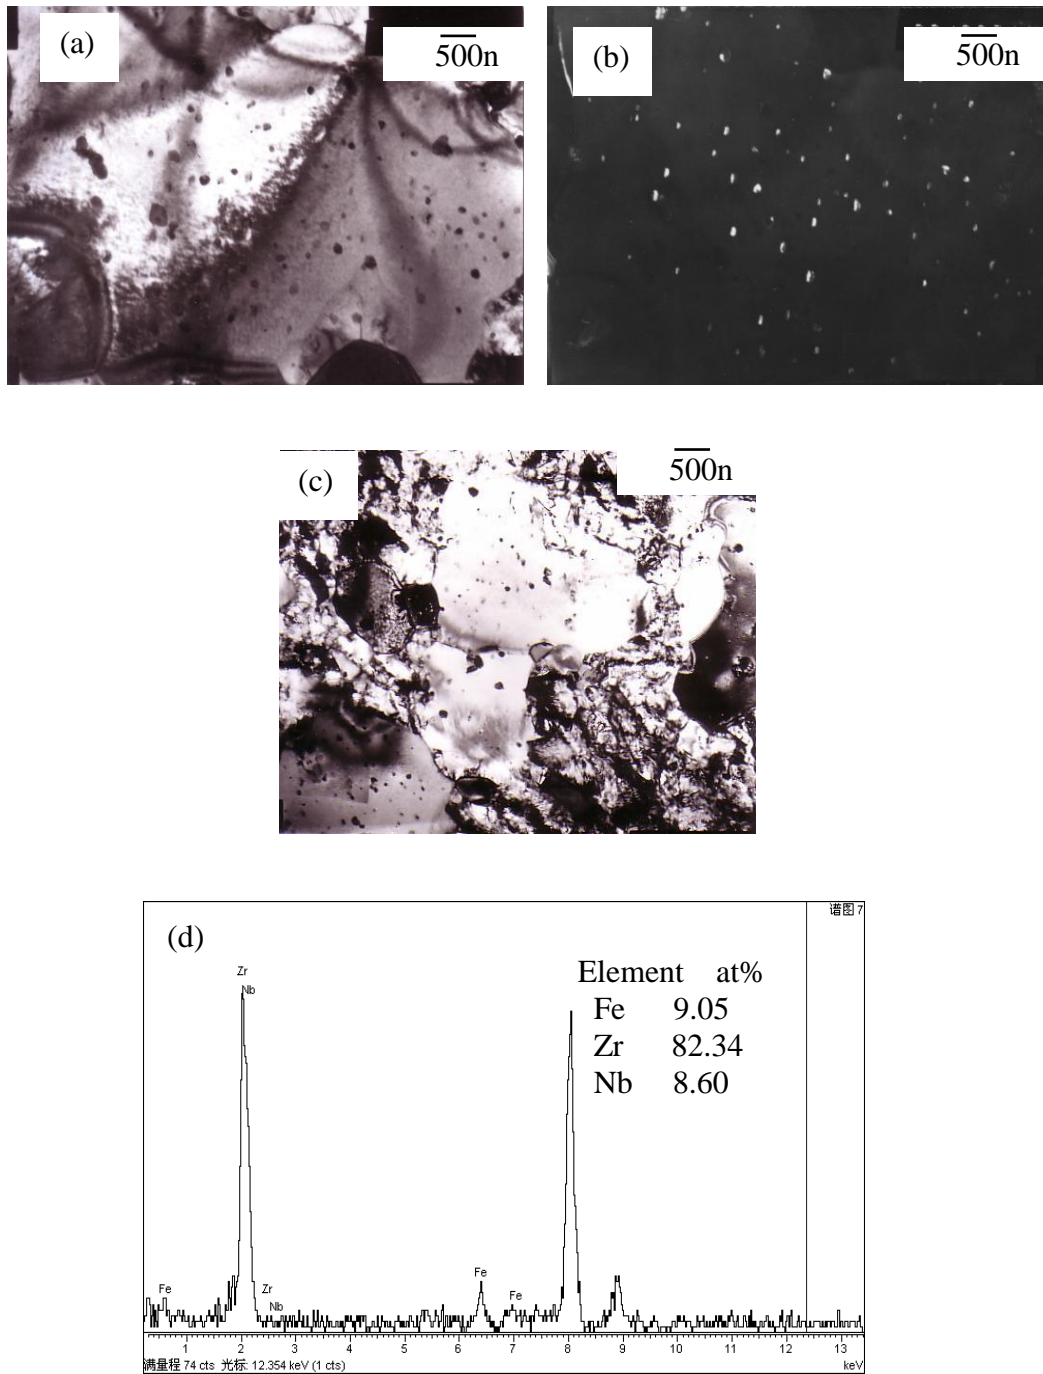 (a)
500n
(b)
500n
(c)
500n
谱图 7
(d)
Zr
Nb
Element at%
Fe 9.05
Zr 82.34
Nb 8.60
Fe
Zr
Nb
Fe
Fe
1 2 3 4 5 6 7 8 9 10 11 12 13
满量程 74 cts 光标: 12.354 keV (1 cts)
keV